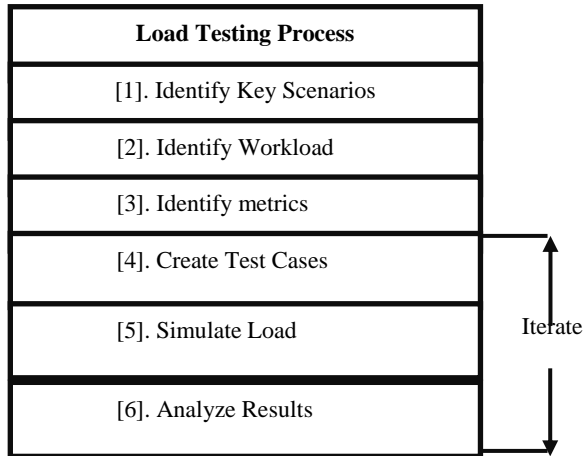 Load Testing Process
[1]. Identify Key Scenarios
[2]. Identify Workload
[3]. Identify metrics
[4]. Create Test Cases
[5]. Simulate Load
Iterate
[6]. Analyze Results